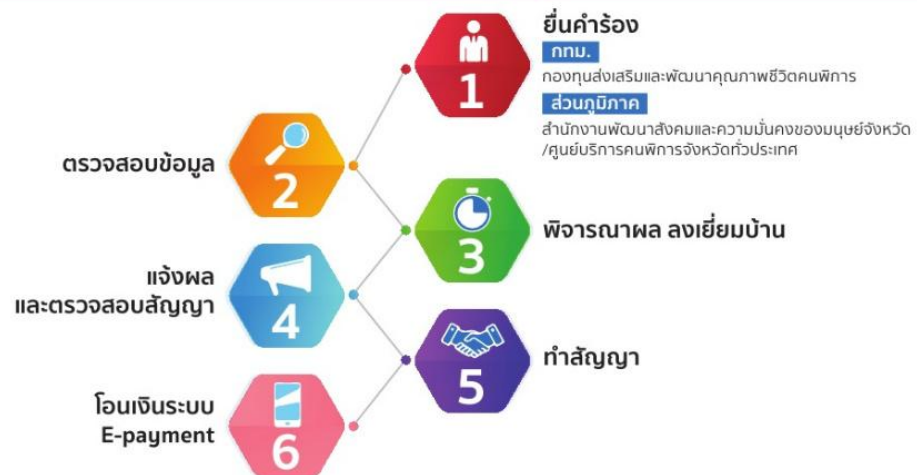 1
ยื่นคำร้อง
กทม.
กองทุนส่งเสริมและพัฒนาคุณภาพชีวิตคนพิการ
ส่วนภูมิภาค
สำนักงานพัฒนาสังคมและความมั่นคงของมนุษย์จังหวัด
/ศูนย์บริการคนพิการจังหวัดทั่วประเทศ
ตรวจสอบข้อมูล
2
3
พิจารณาผล ลงเยี่ยมบ้าน
แจ้งผล
และตรวจสอบสัญญา
4
5
ทำสัญญา
โอนเงินระบบ
E-payment
6